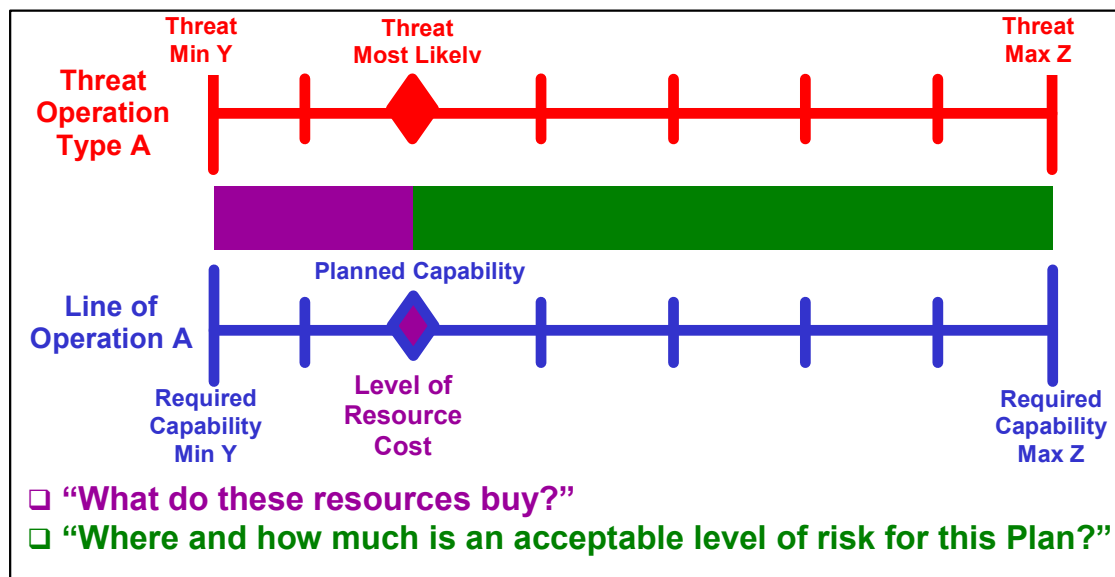 Threat
Min Y
Threat
Most Likely
Threat
Max Z
Threat
Operation
Type A
Planned Capability
Line of
Operation A
Required
Capability
Min Y
Level of
Resource
Cost
Required
Capability
Max Z
❑ “What do these resources buy?”
❑ “Where and how much is an acceptable level of risk for this Plan?”